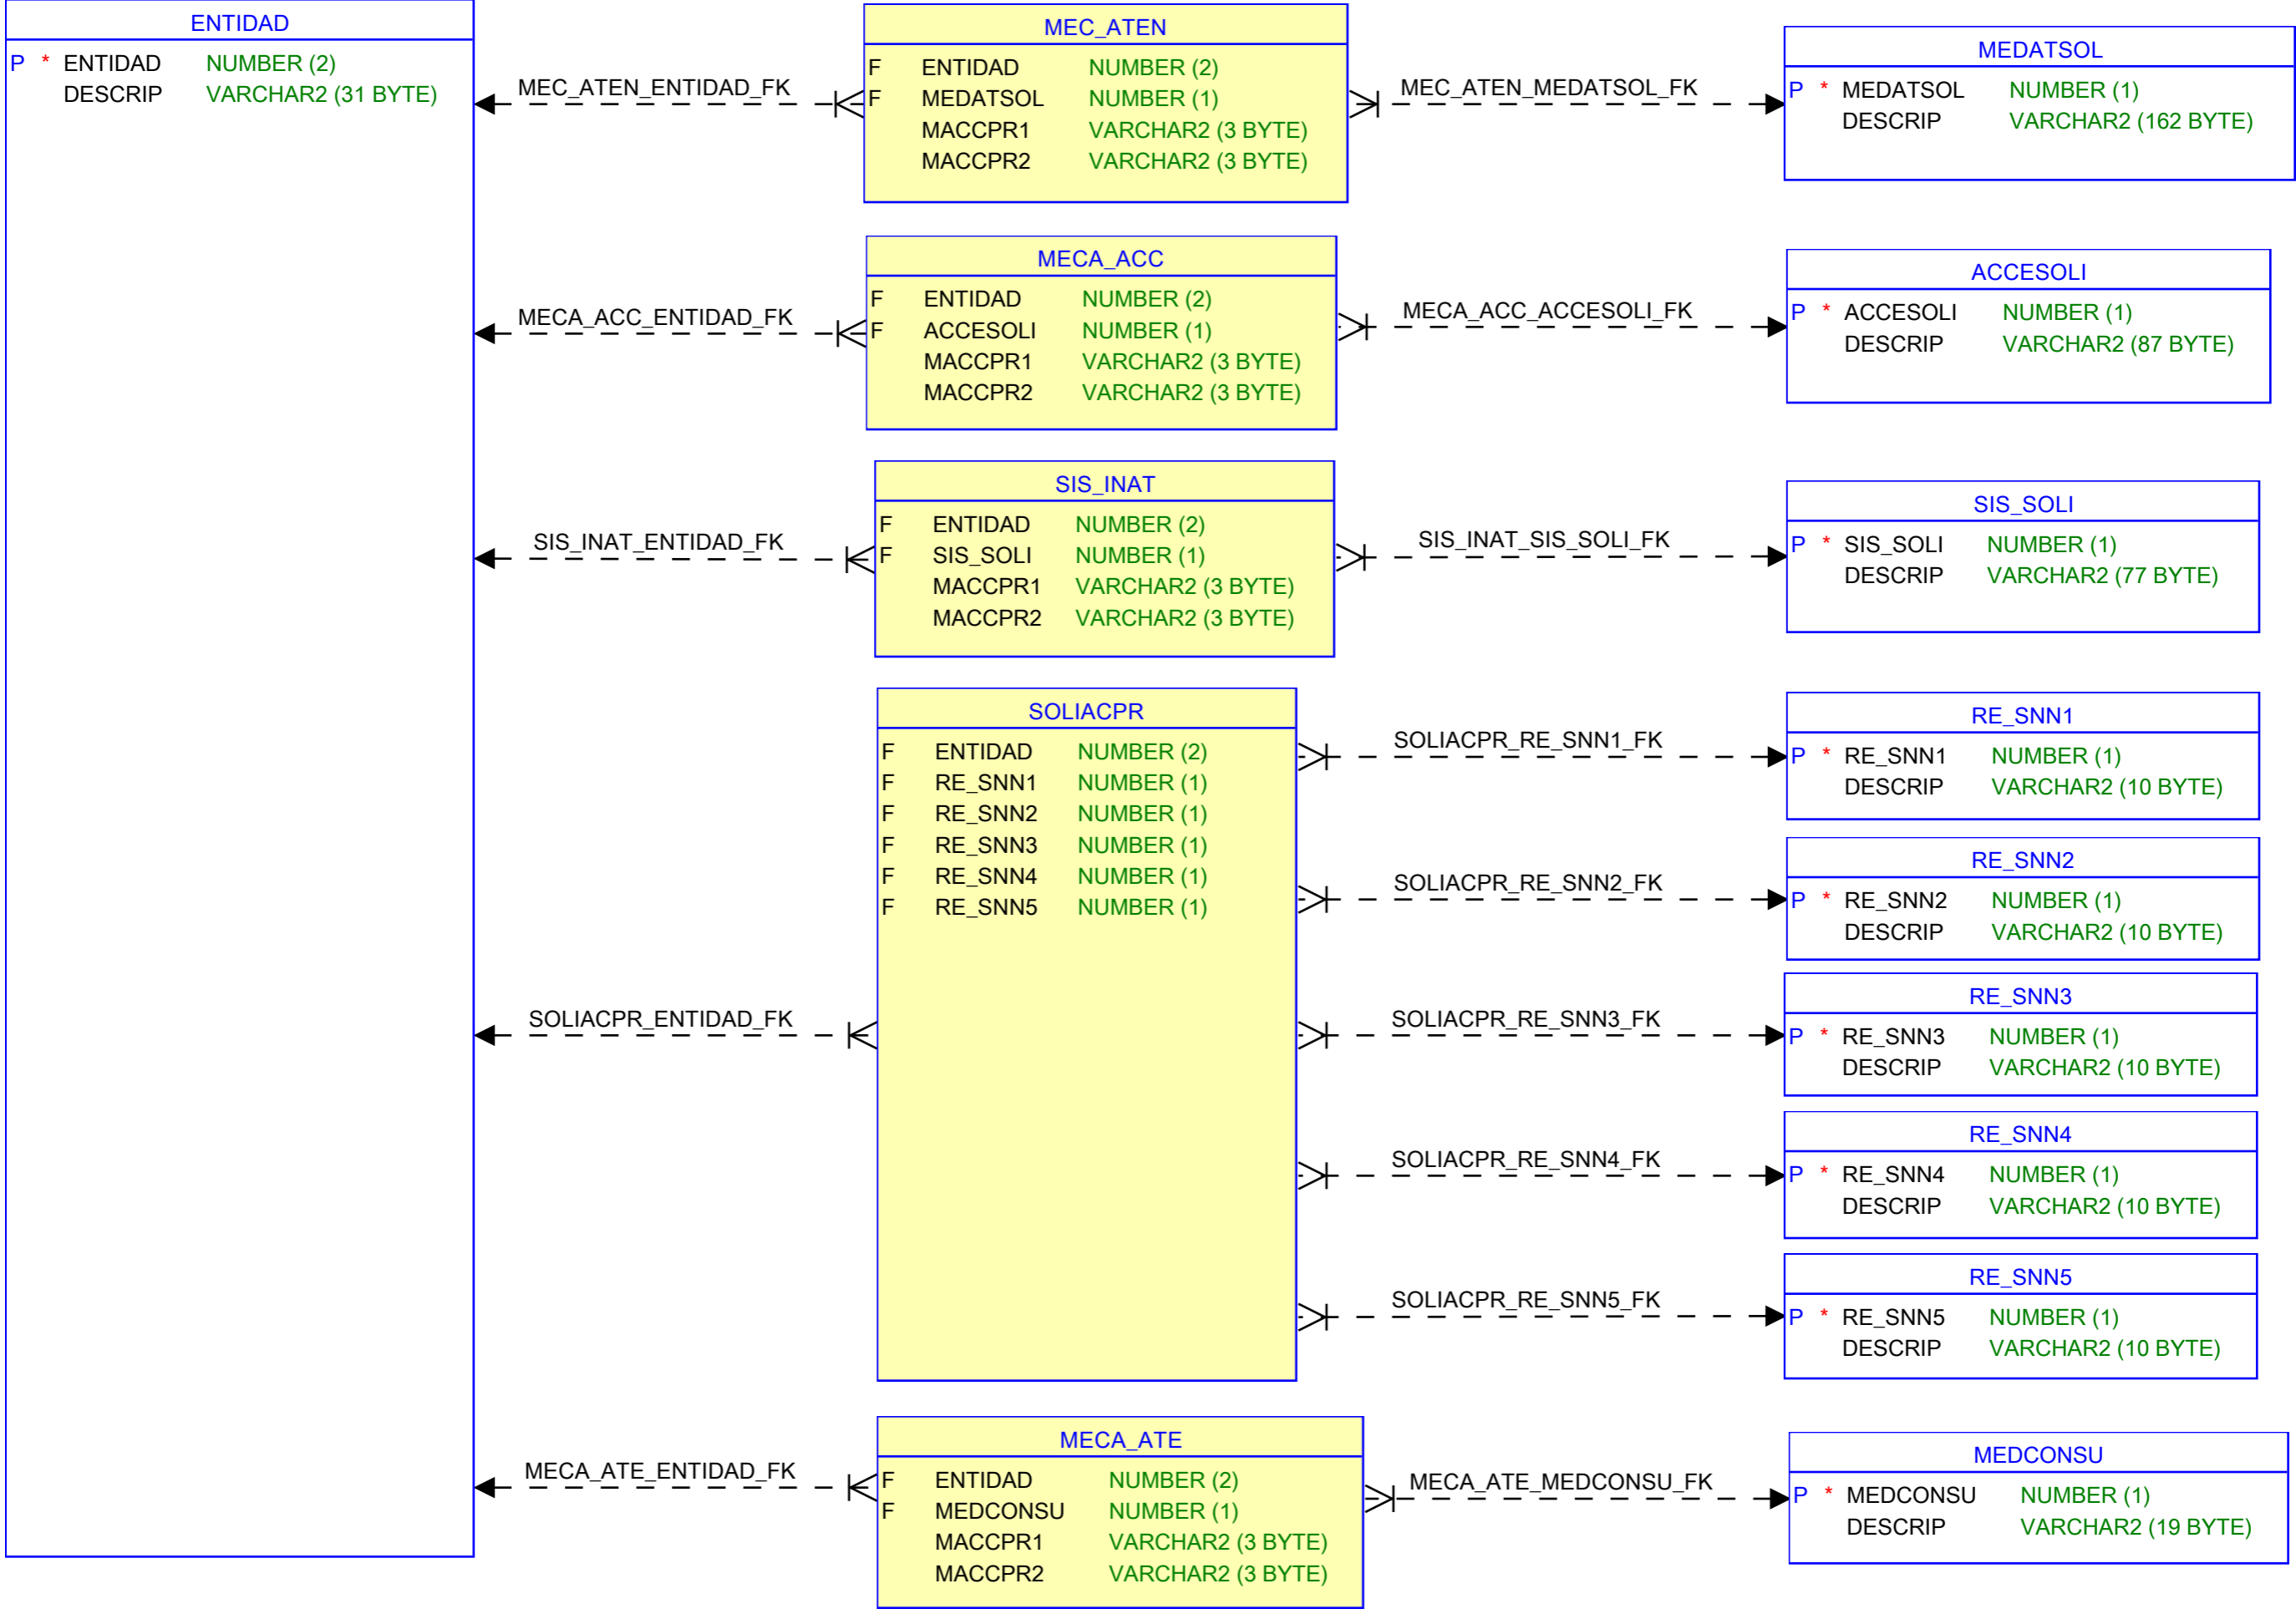 ENTIDAD
P * ENTIDAD NUMBER (2)
DESCRIP VARCHAR2 (31 BYTE)
MEC_ATEN_ENTIDAD_FK
MEC_ATEN
F ENTIDAD NUMBER (2)
F MEDATSOL NUMBER (1)
MACCPR1 VARCHAR2 (3 BYTE)
MACCPR2 VARCHAR2 (3 BYTE)
MEC_ATEN_MEDATSOL_FK
MEDATSOL
P * MEDATSOL NUMBER (1)
DESCRIP VARCHAR2 (162 BYTE)
MECA_ACC_ENTIDAD_FK
MECA_ACC
F ENTIDAD NUMBER (2)
F ACCESOLI NUMBER (1)
MACCPR1 VARCHAR2 (3 BYTE)
MACCPR2 VARCHAR2 (3 BYTE)
MECA_ACC_ACCESOLI_FK
ACCESOLI
P * ACCESOLI NUMBER (1)
DESCRIP VARCHAR2 (87 BYTE)
SIS_INAT_ENTIDAD_FK
SIS_INAT
F ENTIDAD NUMBER (2)
F SIS_SOLI NUMBER (1)
MACCPR1 VARCHAR2 (3 BYTE)
MACCPR2 VARCHAR2 (3 BYTE)
SIS_INAT_SIS_SOLI_FK
SIS_SOLI
P * SIS_SOLI NUMBER (1)
DESCRIP VARCHAR2 (77 BYTE)
SOLIACPR_ENTIDAD_FK
SOLIACPR
F ENTIDAD NUMBER (2)
F RE_SNN1 NUMBER (1)
F RE_SNN2 NUMBER (1)
F RE_SNN3 NUMBER (1)
F RE_SNN4 NUMBER (1)
F RE_SNN5 NUMBER (1)
SOLIACPR_RE_SNN1_FK
RE_SNN1
P * RE_SNN1 NUMBER (1)
DESCRIP VARCHAR2 (10 BYTE)
SOLIACPR_RE_SNN2_FK
RE_SNN2
P * RE_SNN2 NUMBER (1)
DESCRIP VARCHAR2 (10 BYTE)
SOLIACPR_RE_SNN3_FK
RE_SNN3
P * RE_SNN3 NUMBER (1)
DESCRIP VARCHAR2 (10 BYTE)
SOLIACPR_RE_SNN4_FK
RE_SNN4
P * RE_SNN4 NUMBER (1)
DESCRIP VARCHAR2 (10 BYTE)
SOLIACPR_RE_SNN5_FK
RE_SNN5
P * RE_SNN5 NUMBER (1)
DESCRIP VARCHAR2 (10 BYTE)
MECA_ATE_ENTIDAD_FK
MECA_ATE
F ENTIDAD NUMBER (2)
F MEDCONSU NUMBER (1)
MACCPR1 VARCHAR2 (3 BYTE)
MACCPR2 VARCHAR2 (3 BYTE)
MECA_ATE_MEDCONSU_FK
MEDCONSU
P * MEDCONSU NUMBER (1)
DESCRIP VARCHAR2 (19 BYTE)